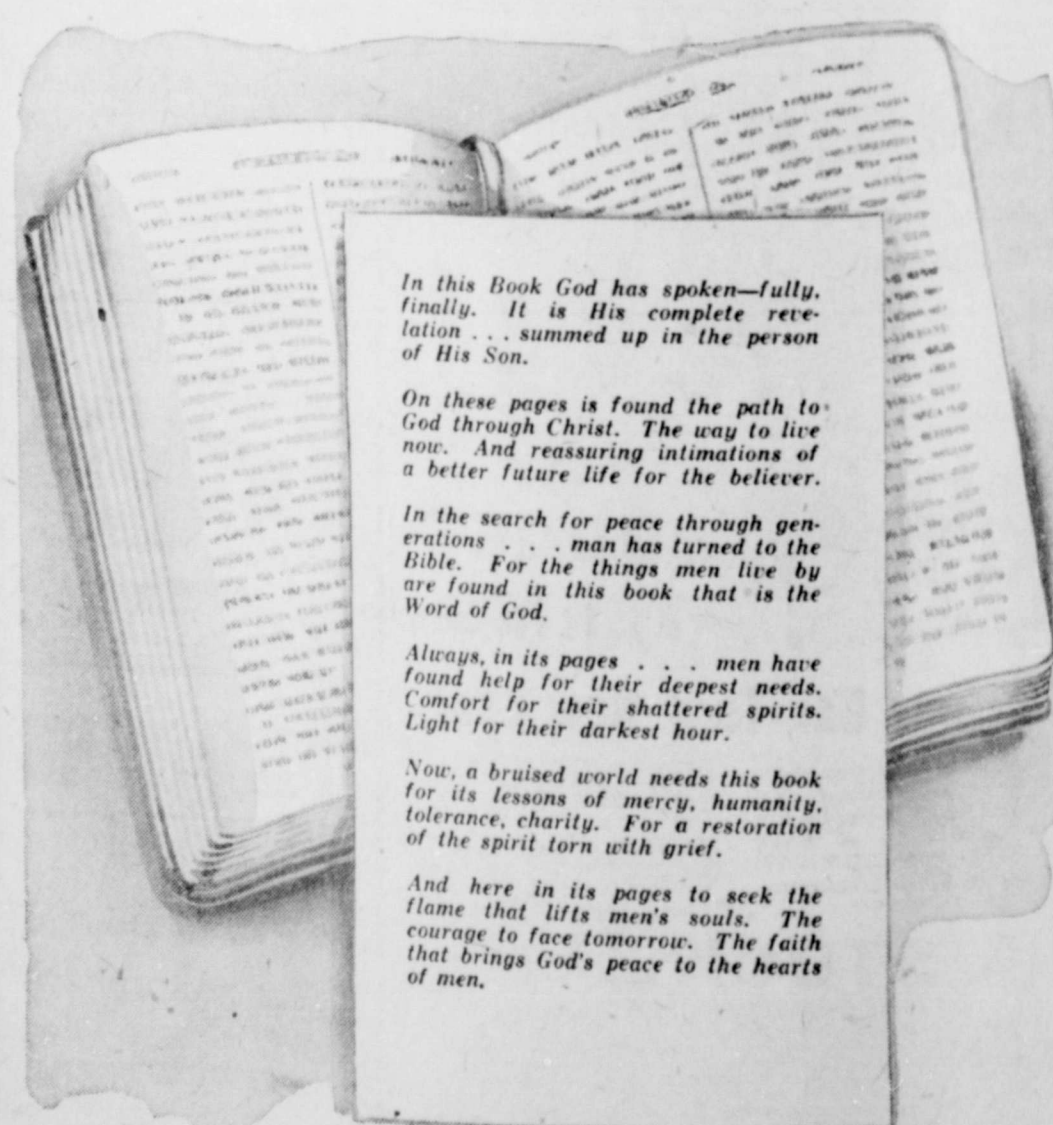 In this Book God has spoken—fully,
finally. It is His complete reve-
lation . . . summed up in the person
of His Son.
On these pages is found the path to
God through Christ. The way to live
now. And reassuring intimations of
a better future life for the believer.
In the search for peace through gen-
erations . . . man has turned to the
Bible. For the things men live by
are found in this book that is the
Word of God.
Always, in its pages . . . men have
found help for their deepest needs.
Comfort for their shattered spirits.
Light for their darkest hour.
Now, a bruised world needs this book
for its lessons of mercy, humanity,
tolerance, charity. For a restoration
of the spirit torn with grief.
And here in its pages to seek the
flame that lifts men's souls. The
courage to face tomorrow. The faith
that brings God's peace to the hearts
of men.